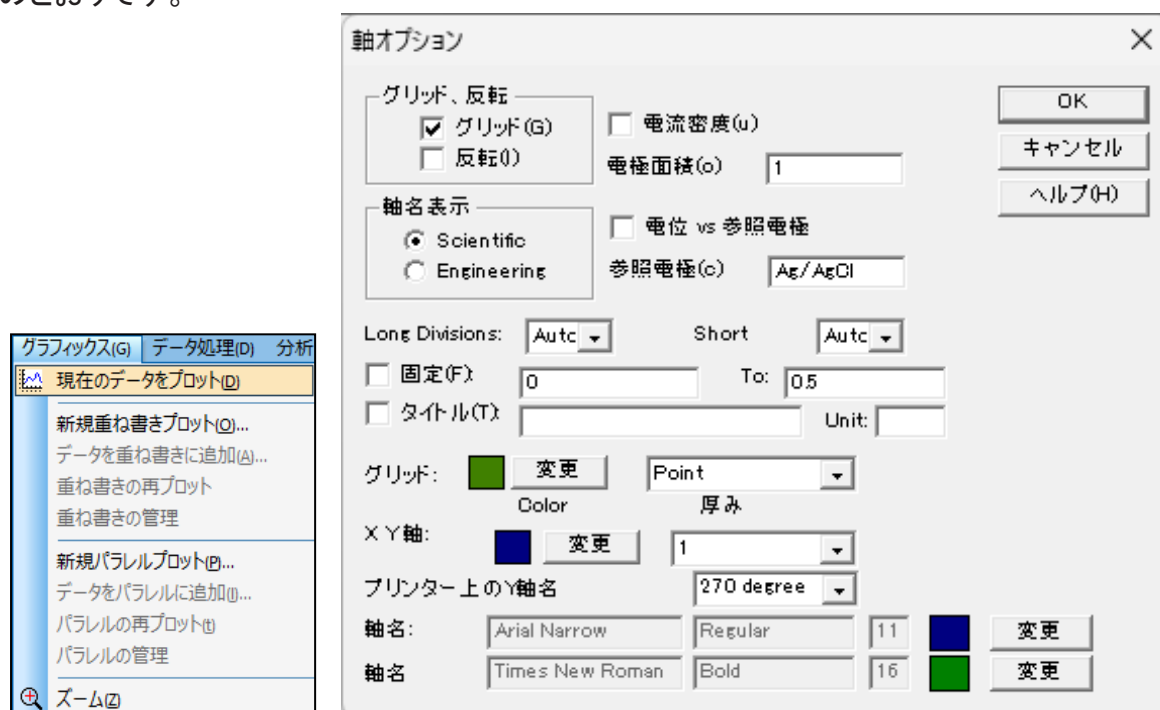 のとおりです。
軸オプション
グリッド、反転
グリッド(G)
反転(I)
電流密度(u)
電極面積(o) 1
OK
キャンセル
ヘルプ(H)
軸名表示
Scientific
Engineering
電位 vs 参照電極
参照電極(c) Ag/AgCl
Long Divisions: Autc Short Autc
固定(F): 0 To: 0.5
タイトル(T): Unit:
グリッド: 変更 Point
Color 厚み
X Y軸: 変更 1
プリンター上のY軸名 270 degree
軸名: Arial Narrow Regular 11 変更
軸名 Times New Roman Bold 16 変更
グラフィックス(G) データ処理(D) 分析
現在のデータをプロット(D)
新規重ね書きプロット(O)...
データを重ね書きに追加(A)...
重ね書きの再プロット
重ね書きの管理
新規パラレルプロット(P)...
データをパラレルに追加(I)...
パラレルの再プロット(t)
パラレルの管理
ズーム(Z)